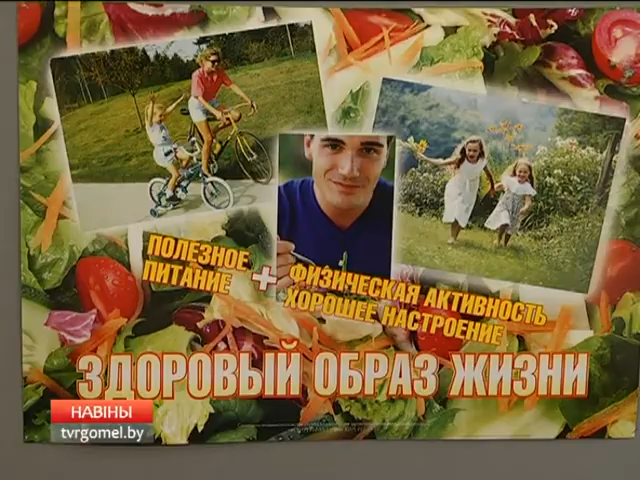 ПОЛЕЗНОЕ
ПИТАНИЕ
+
ФИЗИЧЕСКАЯ АКТИВНОСТЬ
ХОРОШЕЕ НАСТРОЕНИЕ
ЗДОРОВЫЙ ОБРАЗ ЖИЗНИ
НАВІНЫ
tvrgomel.by